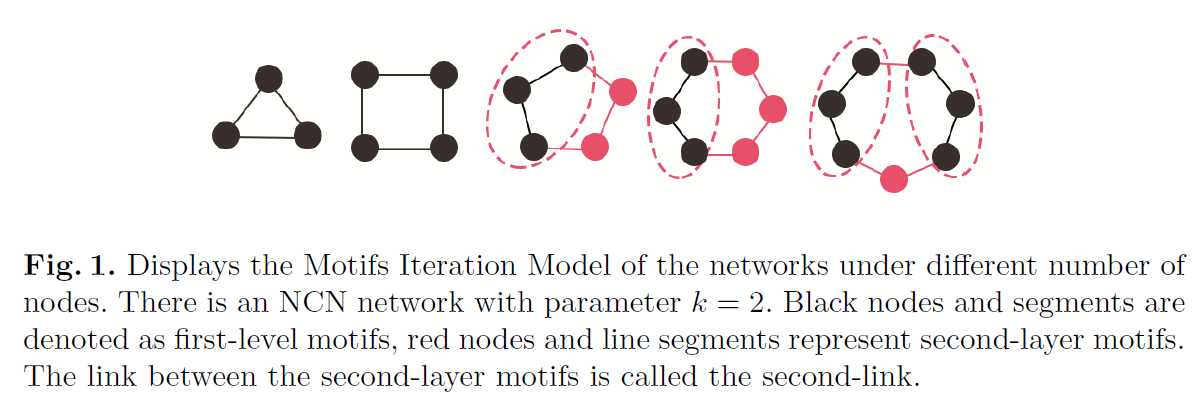 Fig. 1. Displays the Motifs Iteration Model of the networks under different number of
nodes. There is an NCN network with parameter k = 2. Black nodes and segments are
denoted as first-level motifs, red nodes and line segments represent second-layer motifs.
The link between the second-layer motifs is called the second-link.